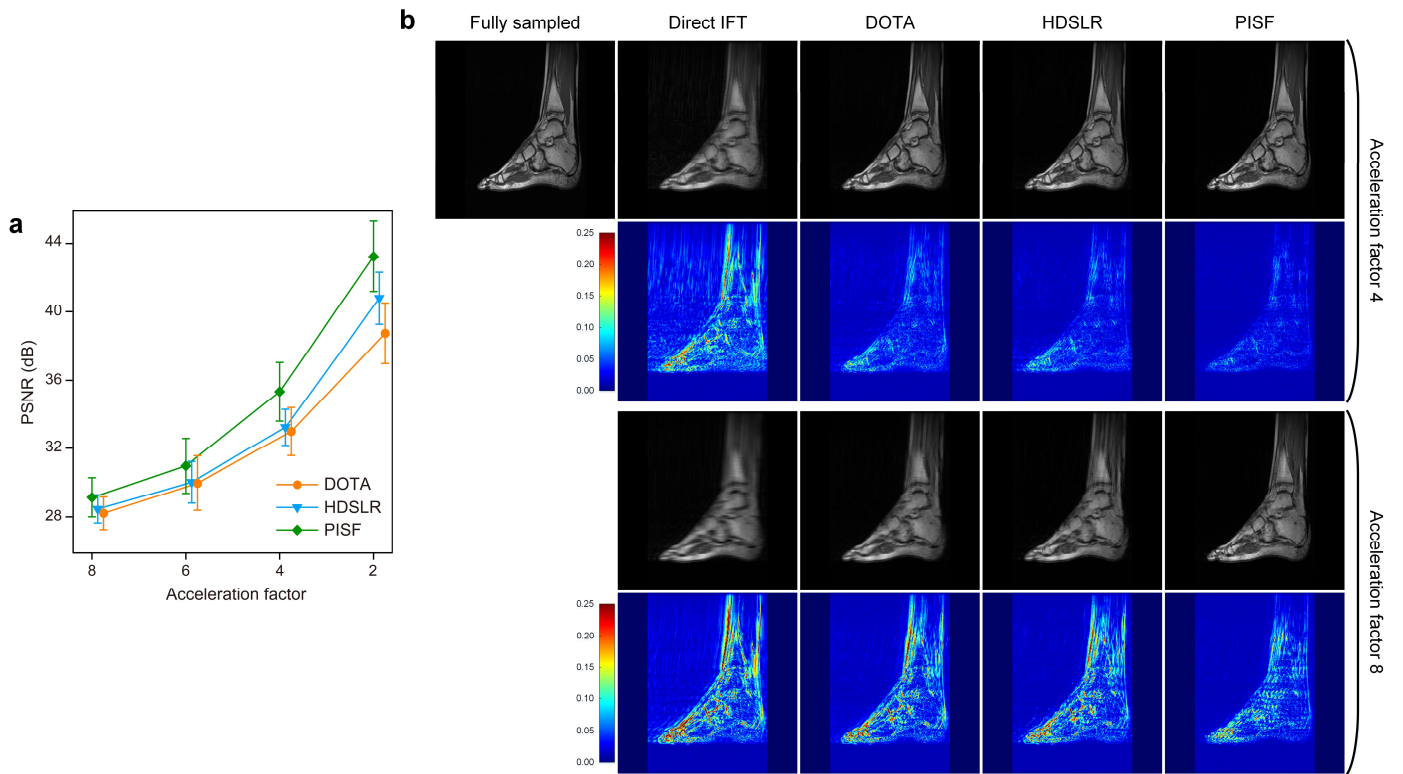 a
44
40
36
32
28
PSNR (dB)
8
6
4
2
Acceleration factor
DOTA
HDSLR
PISF
b
Fully sampled
Direct IFT
DOTA
HDSLR
PISF
0.25
0.20
0.15
0.10
0.05
0.00
Acceleration factor 4
0.25
0.20
0.15
0.10
0.05
0.00
Acceleration factor 8